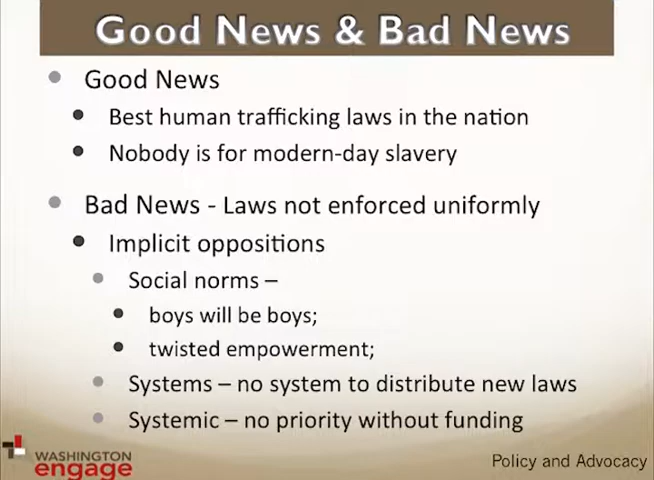 Good News & Bad News
Good News
Best human trafficking laws in the nation
Nobody is for modern-day slavery
Bad News - Laws not enforced uniformly
Implicit oppositions
Social norms –
boys will be boys;
twisted empowerment;
Systems – no system to distribute new laws
Systemic – no priority without funding
WASHINGTON
engage
Policy and Advocacy